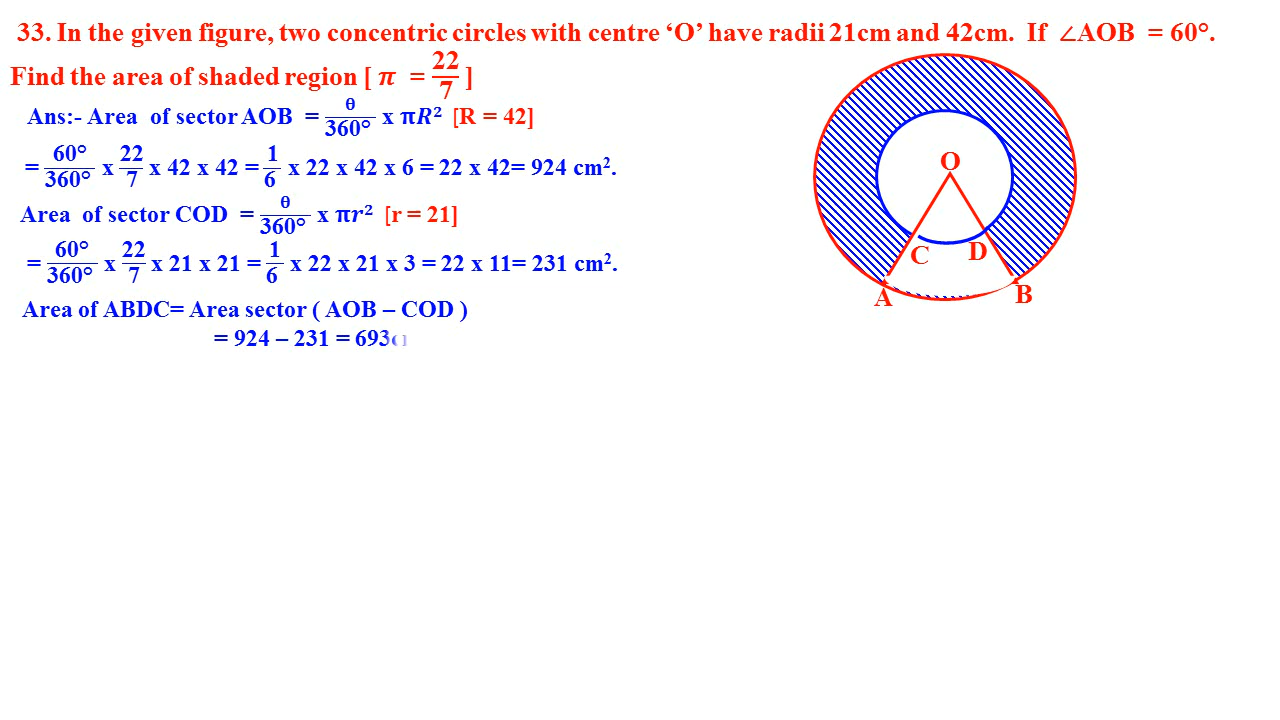 33. In the given figure, two concentric circles with centre ‘O’ have radii 21cm and 42cm. If ∠AOB = 60°.
Find the area of shaded region [ π = 22/7 ]
Ans:- Area of sector AOB = θ/360° x πR² [R = 42]
= 60°/360° x 22/7 x 42 x 42 = 1/6 x 22 x 42 x 6 = 22 x 42= 924 cm².
Area of sector COD = θ/360° x πr² [r = 21]
= 60°/360° x 22/7 x 21 x 21 = 1/6 x 22 x 21 x 3 = 22 x 11= 231 cm².
Area of ABDC= Area sector ( AOB – COD )
= 924 – 231 = 693
O
C D
A B